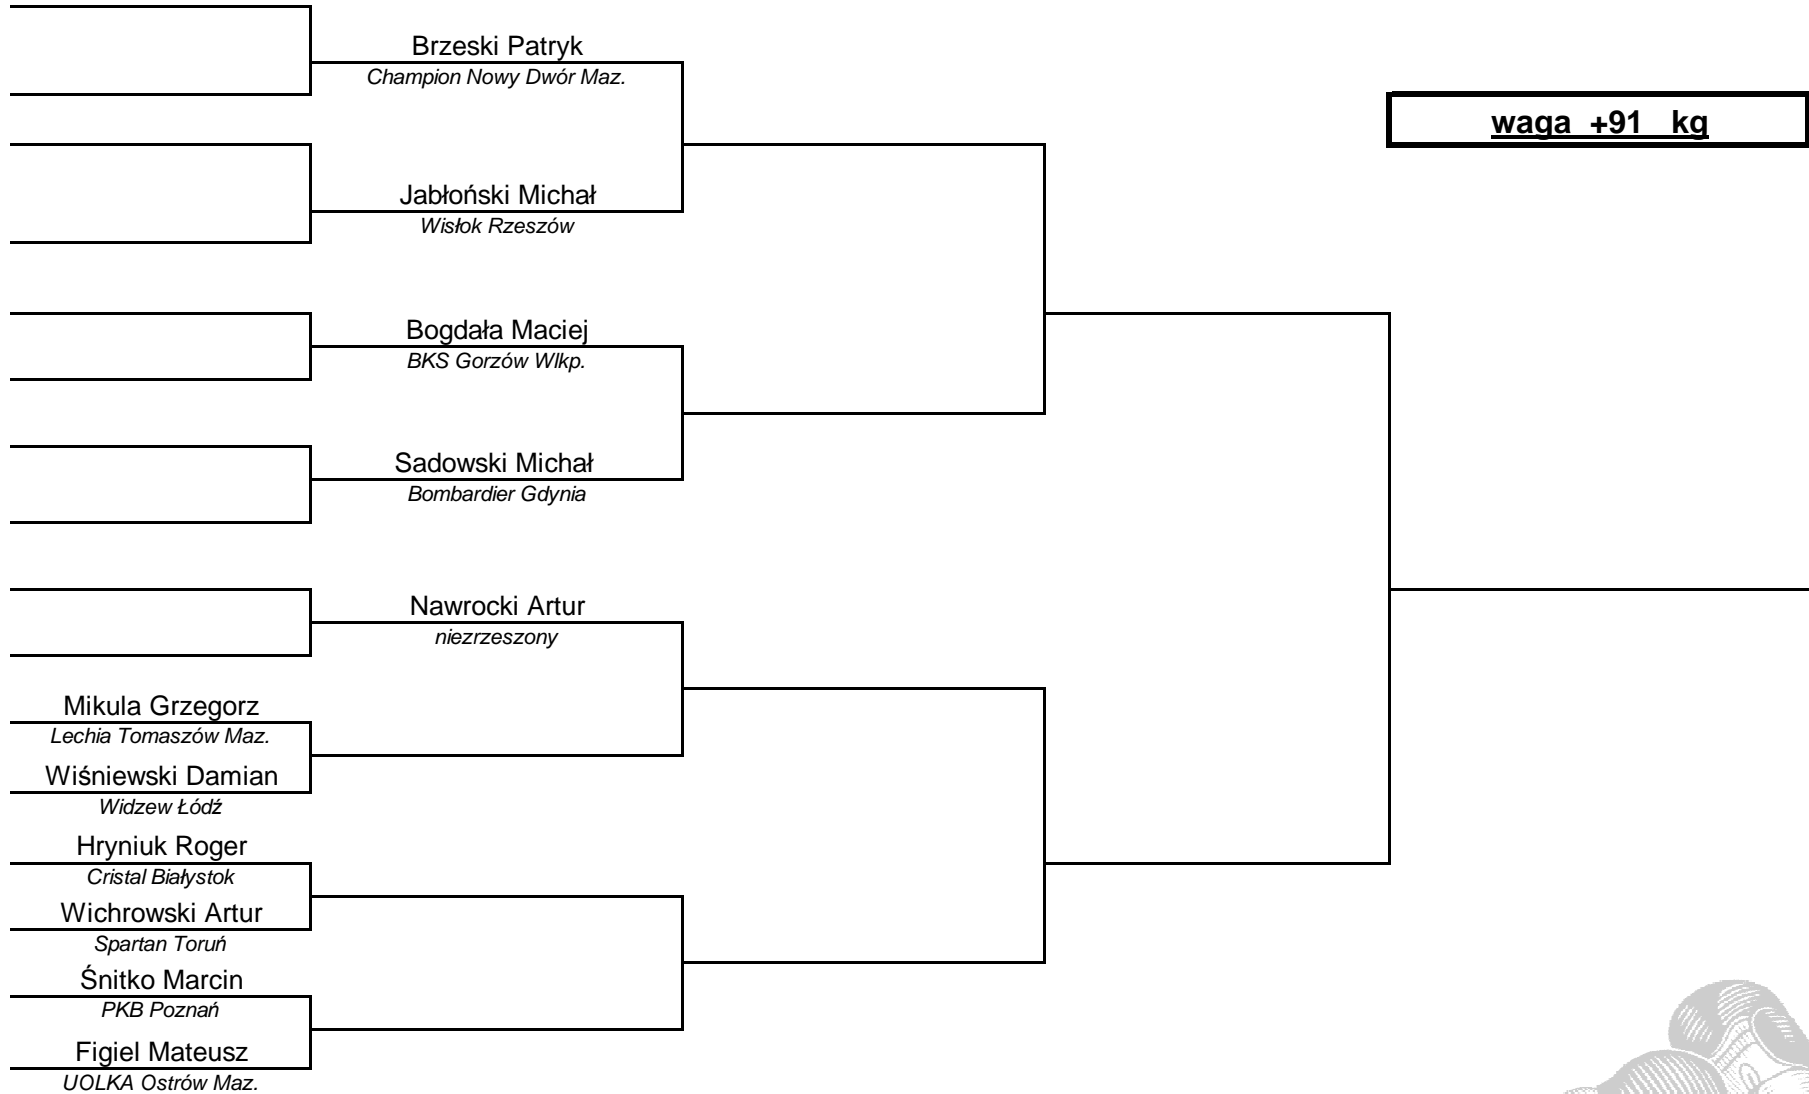 Brzeski Patryk
Champion Nowy Dwór Maz.
waga +91 kg
Jabłoński Michał
Wisłok Rzeszów
Bogdała Maciej
BKS Gorzów Wlkp.
Sadowski Michał
Bombardier Gdynia
Nawrocki Artur
niezrzeszony
Mikula Grzegorz
Lechia Tomaszów Maz.
Wiśniewski Damian
Widzew Łódź
Hryniuk Roger
Cristal Białystok
Wichrowski Artur
Spartan Toruń
Śnitko Marcin
PKB Poznań
Figiel Mateusz
UOLKA Ostrów Maz.